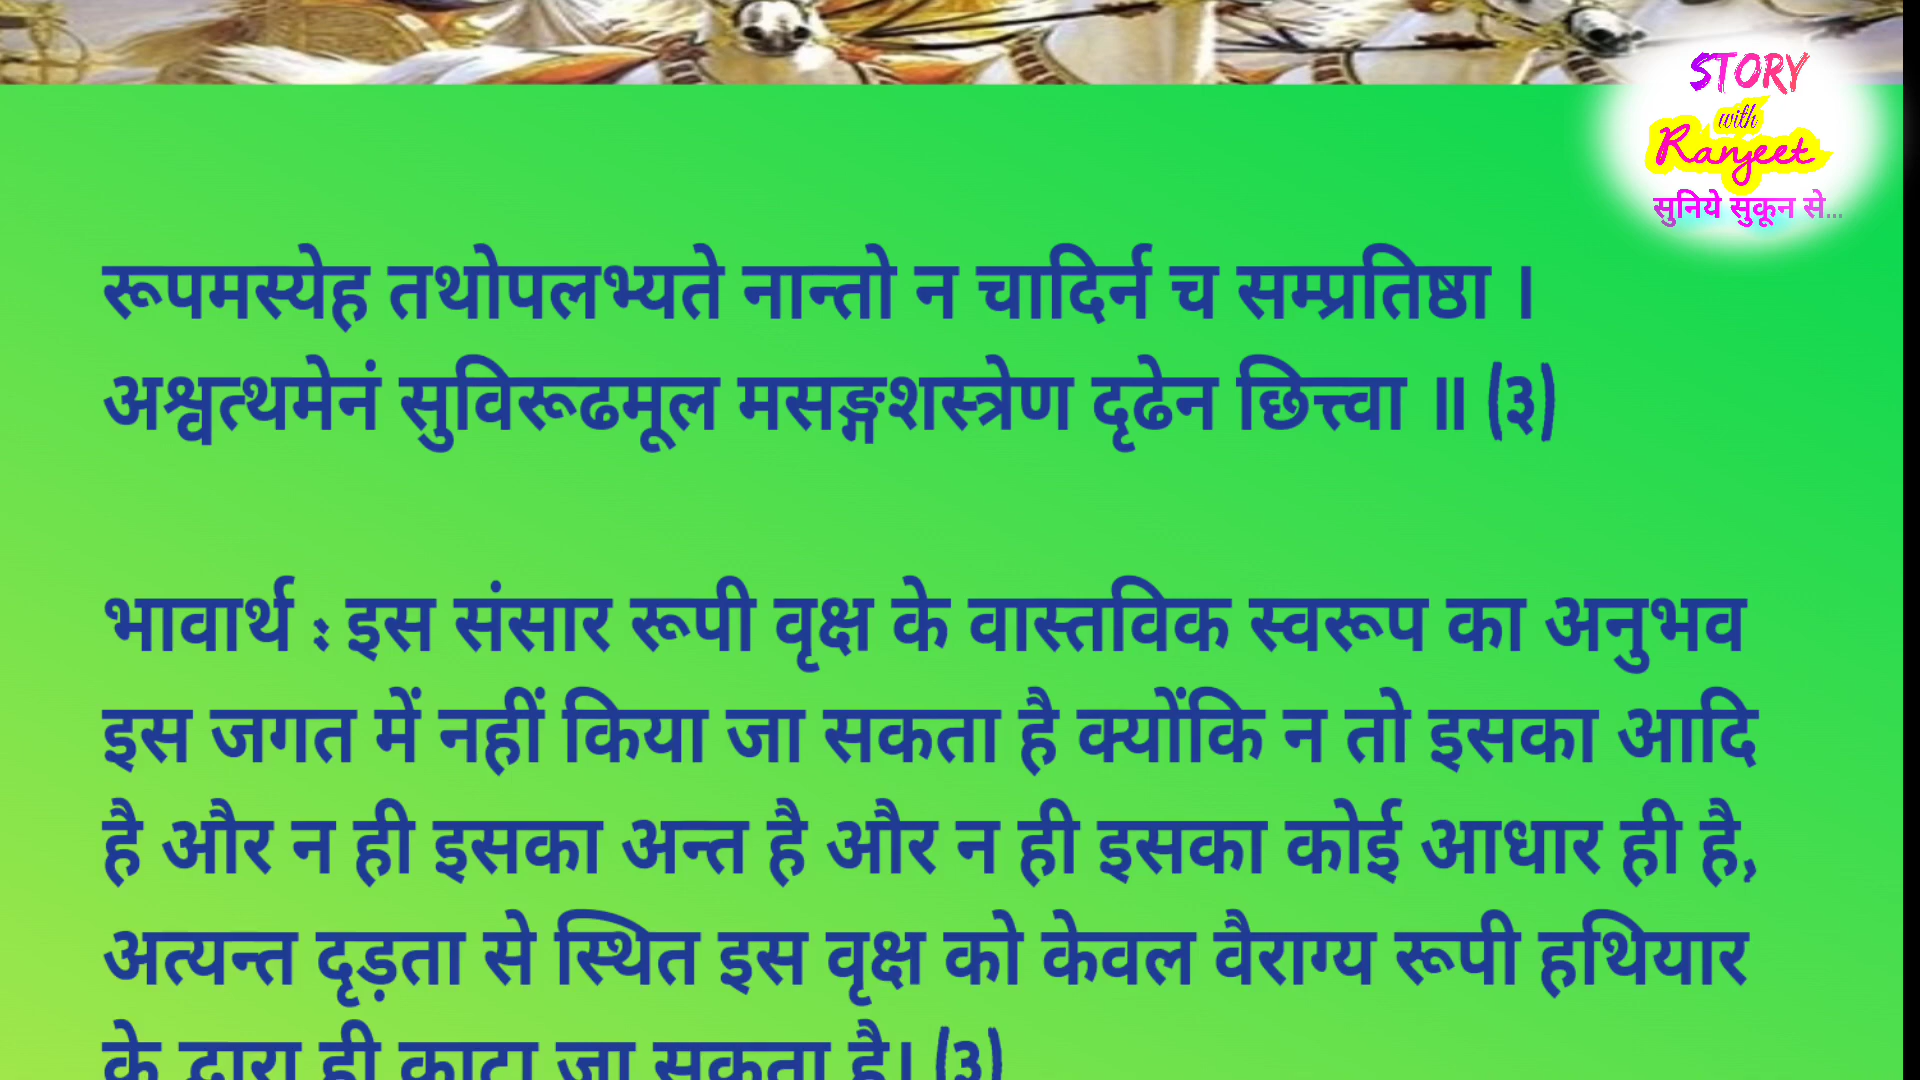 STORY
with
Ranjeet
सुनिये सुकून से...
रूपमस्येह तथोपलभ्यते नान्तो न चादिर्न च सम्प्रतिष्ठा ।
अश्वत्थमेनं सुविरूढमूल मसङ्गशस्त्रेण दृढेन छित्त्वा ॥ (३)
भावार्थ : इस संसार रूपी वृक्ष के वास्तविक स्वरूप का अनुभव
इस जगत में नहीं किया जा सकता है क्योंकि न तो इसका आदि
है और न ही इसका अन्त है और न ही इसका कोई आधार ही है,
अत्यन्त दृड़ता से स्थित इस वृक्ष को केवल वैराग्य रूपी हथियार
के द्वारा ही काटा जा सकता है। (३)